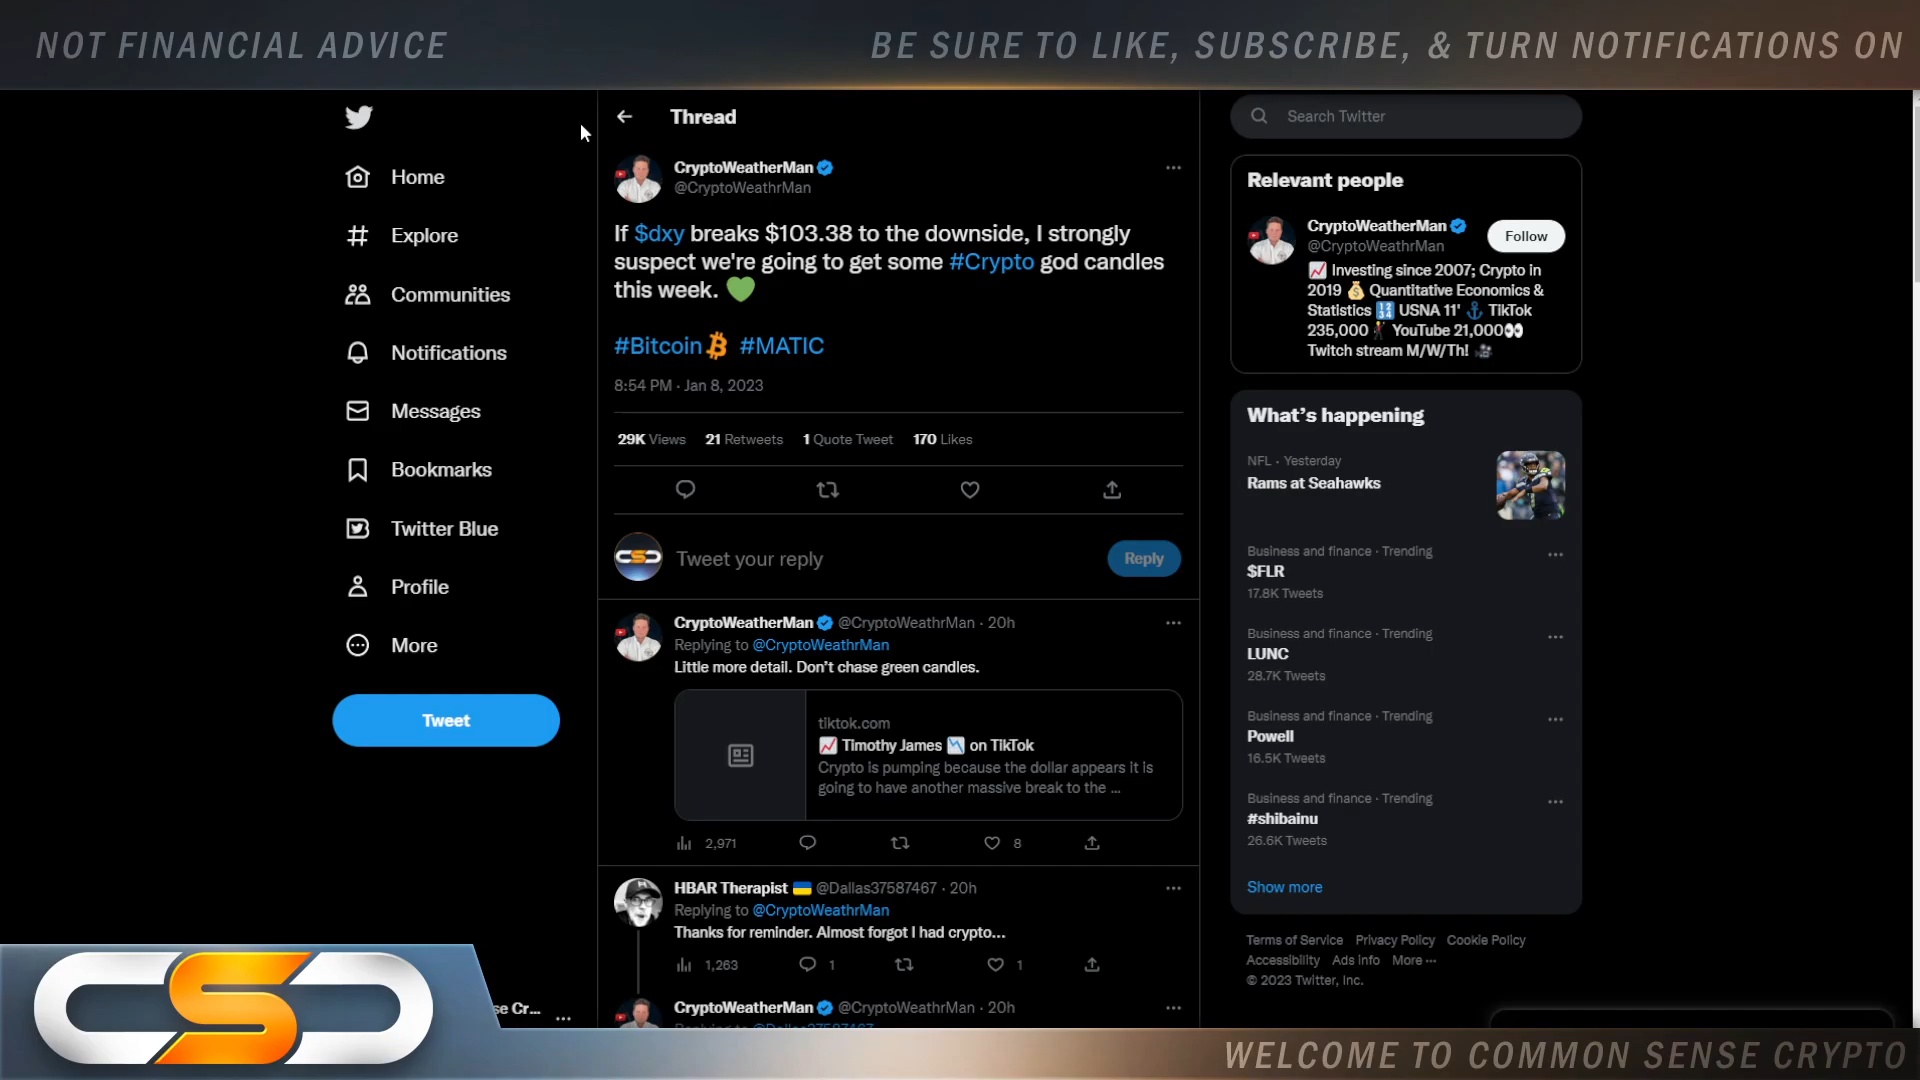 NOT FINANCIAL ADVICE
BE SURE TO LIKE, SUBSCRIBE, & TURN NOTIFICATIONS ON
Home
Explore
Communities
Notifications
Messages
Bookmarks
Twitter Blue
Profile
More
Tweet
se Cr...
Thread
CryptoWeatherMan
@CryptoWeathrMan
If $dxy breaks $103.38 to the downside, I strongly
suspect we're going to get some #Crypto god candles
this week. 💚
#Bitcoin #MATIC
8:54 PM · Jan 8, 2023
29K Views 21 Retweets 1 Quote Tweet 170 Likes
Tweet your reply
Reply
CryptoWeatherMan @CryptoWeathrMan · 20h
Replying to @CryptoWeathrMan
Little more detail. Don't chase green candles.
tiktok.com
📈 Timothy James 📉 on TikTok
Crypto is pumping because the dollar appears it is
going to have another massive break to the ...
2,971
8
HBAR Therapist 🇺🇦 @Dallas37587467 · 20h
Replying to @CryptoWeathrMan
Thanks for reminder. Almost forgot I had crypto...
1,263
1
1
CryptoWeatherMan @CryptoWeathrMan · 20h
Replying to @Dallas37587467
Search Twitter
Relevant people
CryptoWeatherMan
@CryptoWeathrMan
Follow
📈 Investing since 2007; Crypto in
2019 💰 Quantitative Economics &
Statistics 🔢 USNA 11' ⚓ TikTok
235,000 🕺 YouTube 21,000👀
Twitch stream M/W/Th! 🎥
What's happening
NFL · Yesterday
Rams at Seahawks
Business and finance · Trending
$FLR
17.8K Tweets
Business and finance · Trending
LUNC
28.7K Tweets
Business and finance · Trending
Powell
16.5K Tweets
Business and finance · Trending
#shibainu
26.6K Tweets
Show more
Terms of Service Privacy Policy Cookie Policy
Accessibility Ads info More ···
© 2023 Twitter, Inc.
CSC
WELCOME TO COMMON SENSE CRYPTO